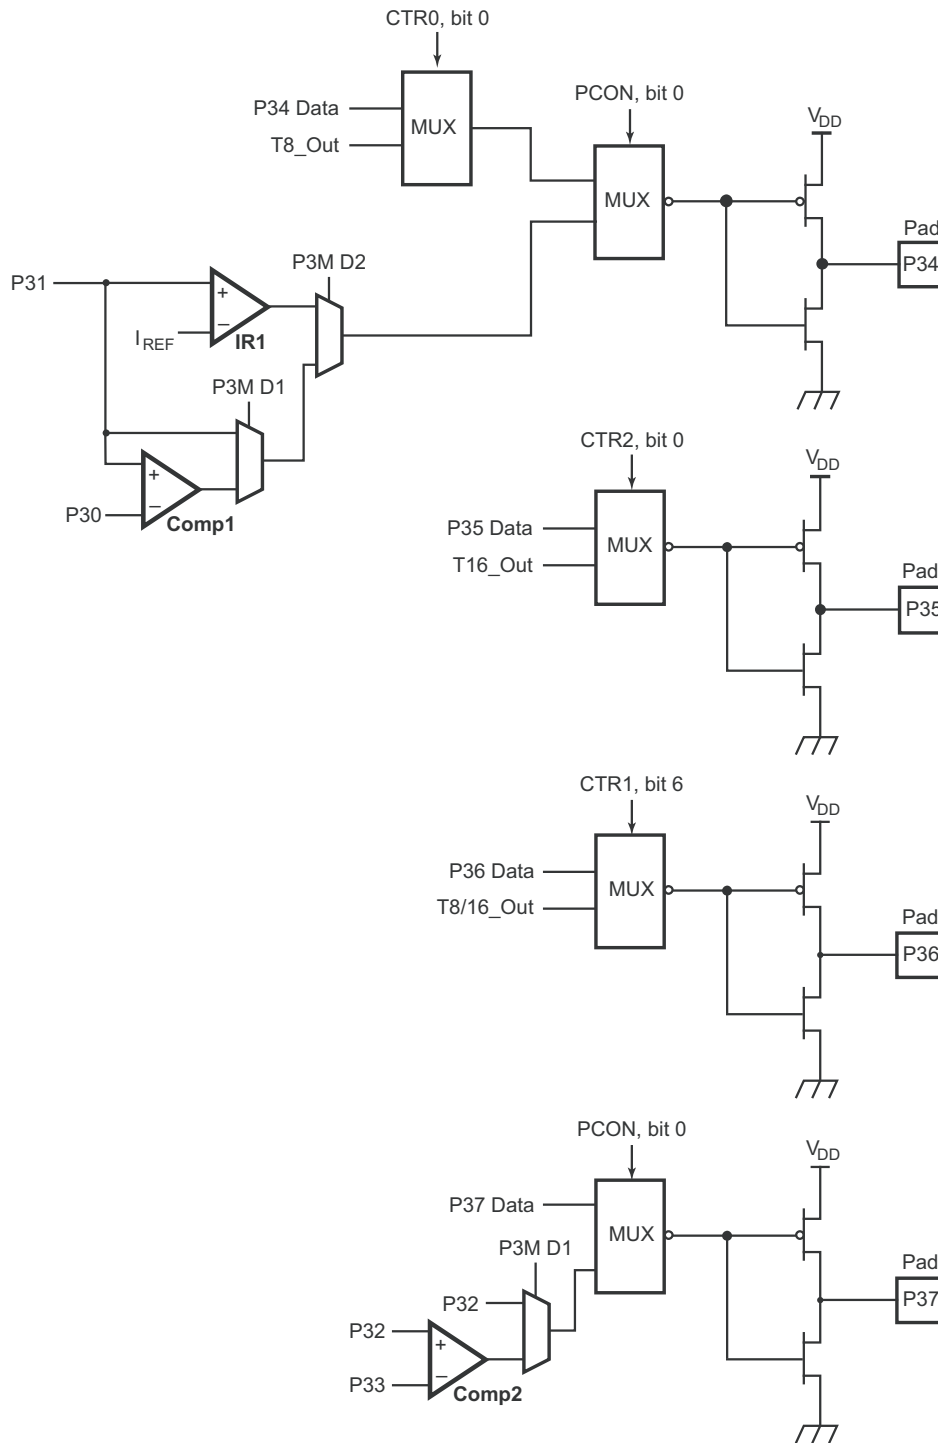 CTR0, bit 0
P34 Data
T8_Out
MUX
PCON, bit 0
MUX
VDD
Pad
P34
P31
P3M D2
+
–
IREF
IR1
P3M D1
+
–
P30
Comp1
CTR2, bit 0
P35 Data
T16_Out
MUX
VDD
Pad
P35
CTR1, bit 6
P36 Data
T8/16_Out
MUX
VDD
Pad
P36
PCON, bit 0
P37 Data
MUX
P3M D1
P32
P32
+
P33
–
Comp2
VDD
Pad
P37